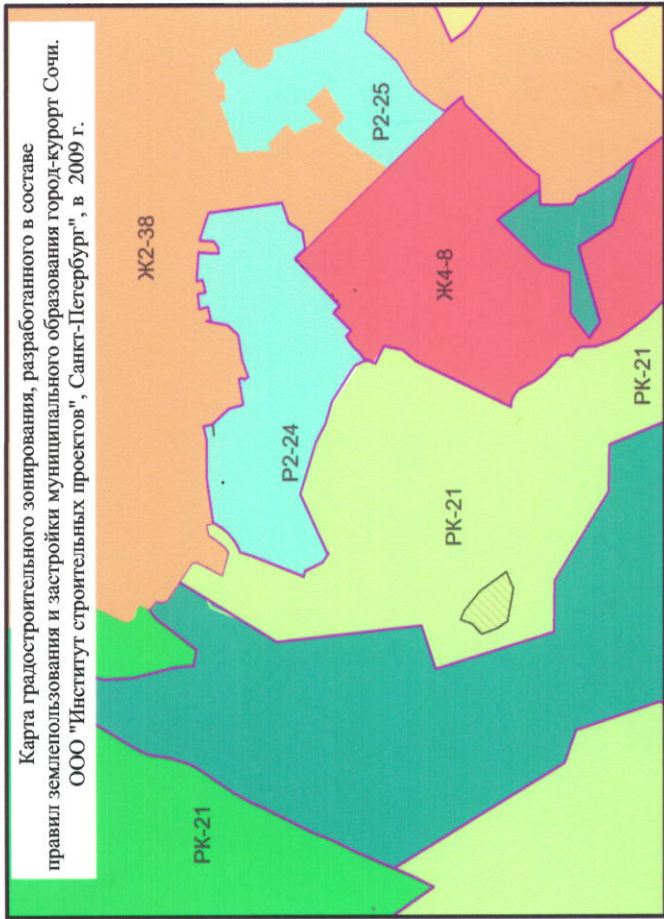 Карта градостроительного зонирования, разработанного в составе
правил землепользования и застройки муниципального образования город-курорт Сочи.
ООО "Институт строительных проектов", Санкт-Петербург", в 2009 г.
Ж2-38
Р2-25
Р2-24
Ж4-8
РК-21
РК-21
РК-21